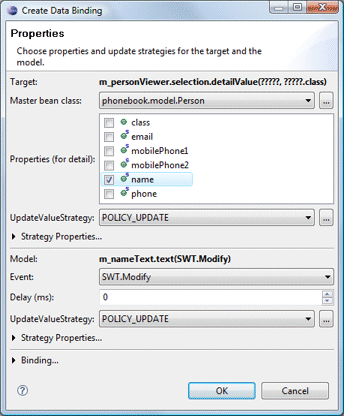 Create Data Binding
Properties
Choose properties and update strategies for the target and the
model.
Target: m_personViewer.selection.detailValue(?????, ?????.class)
Master bean class: phonebook.model.Person ...
Properties (for detail):
class
email
mobilePhone1
mobilePhone2
name
phone
UpdateValueStrategy: POLICY_UPDATE ...
Strategy Properties...
Model: m_nameText.text(SWT.Modify)
Event: SWT.Modify
Delay (ms): 0
UpdateValueStrategy: POLICY_UPDATE ...
Strategy Properties...
Binding...
? OK Cancel